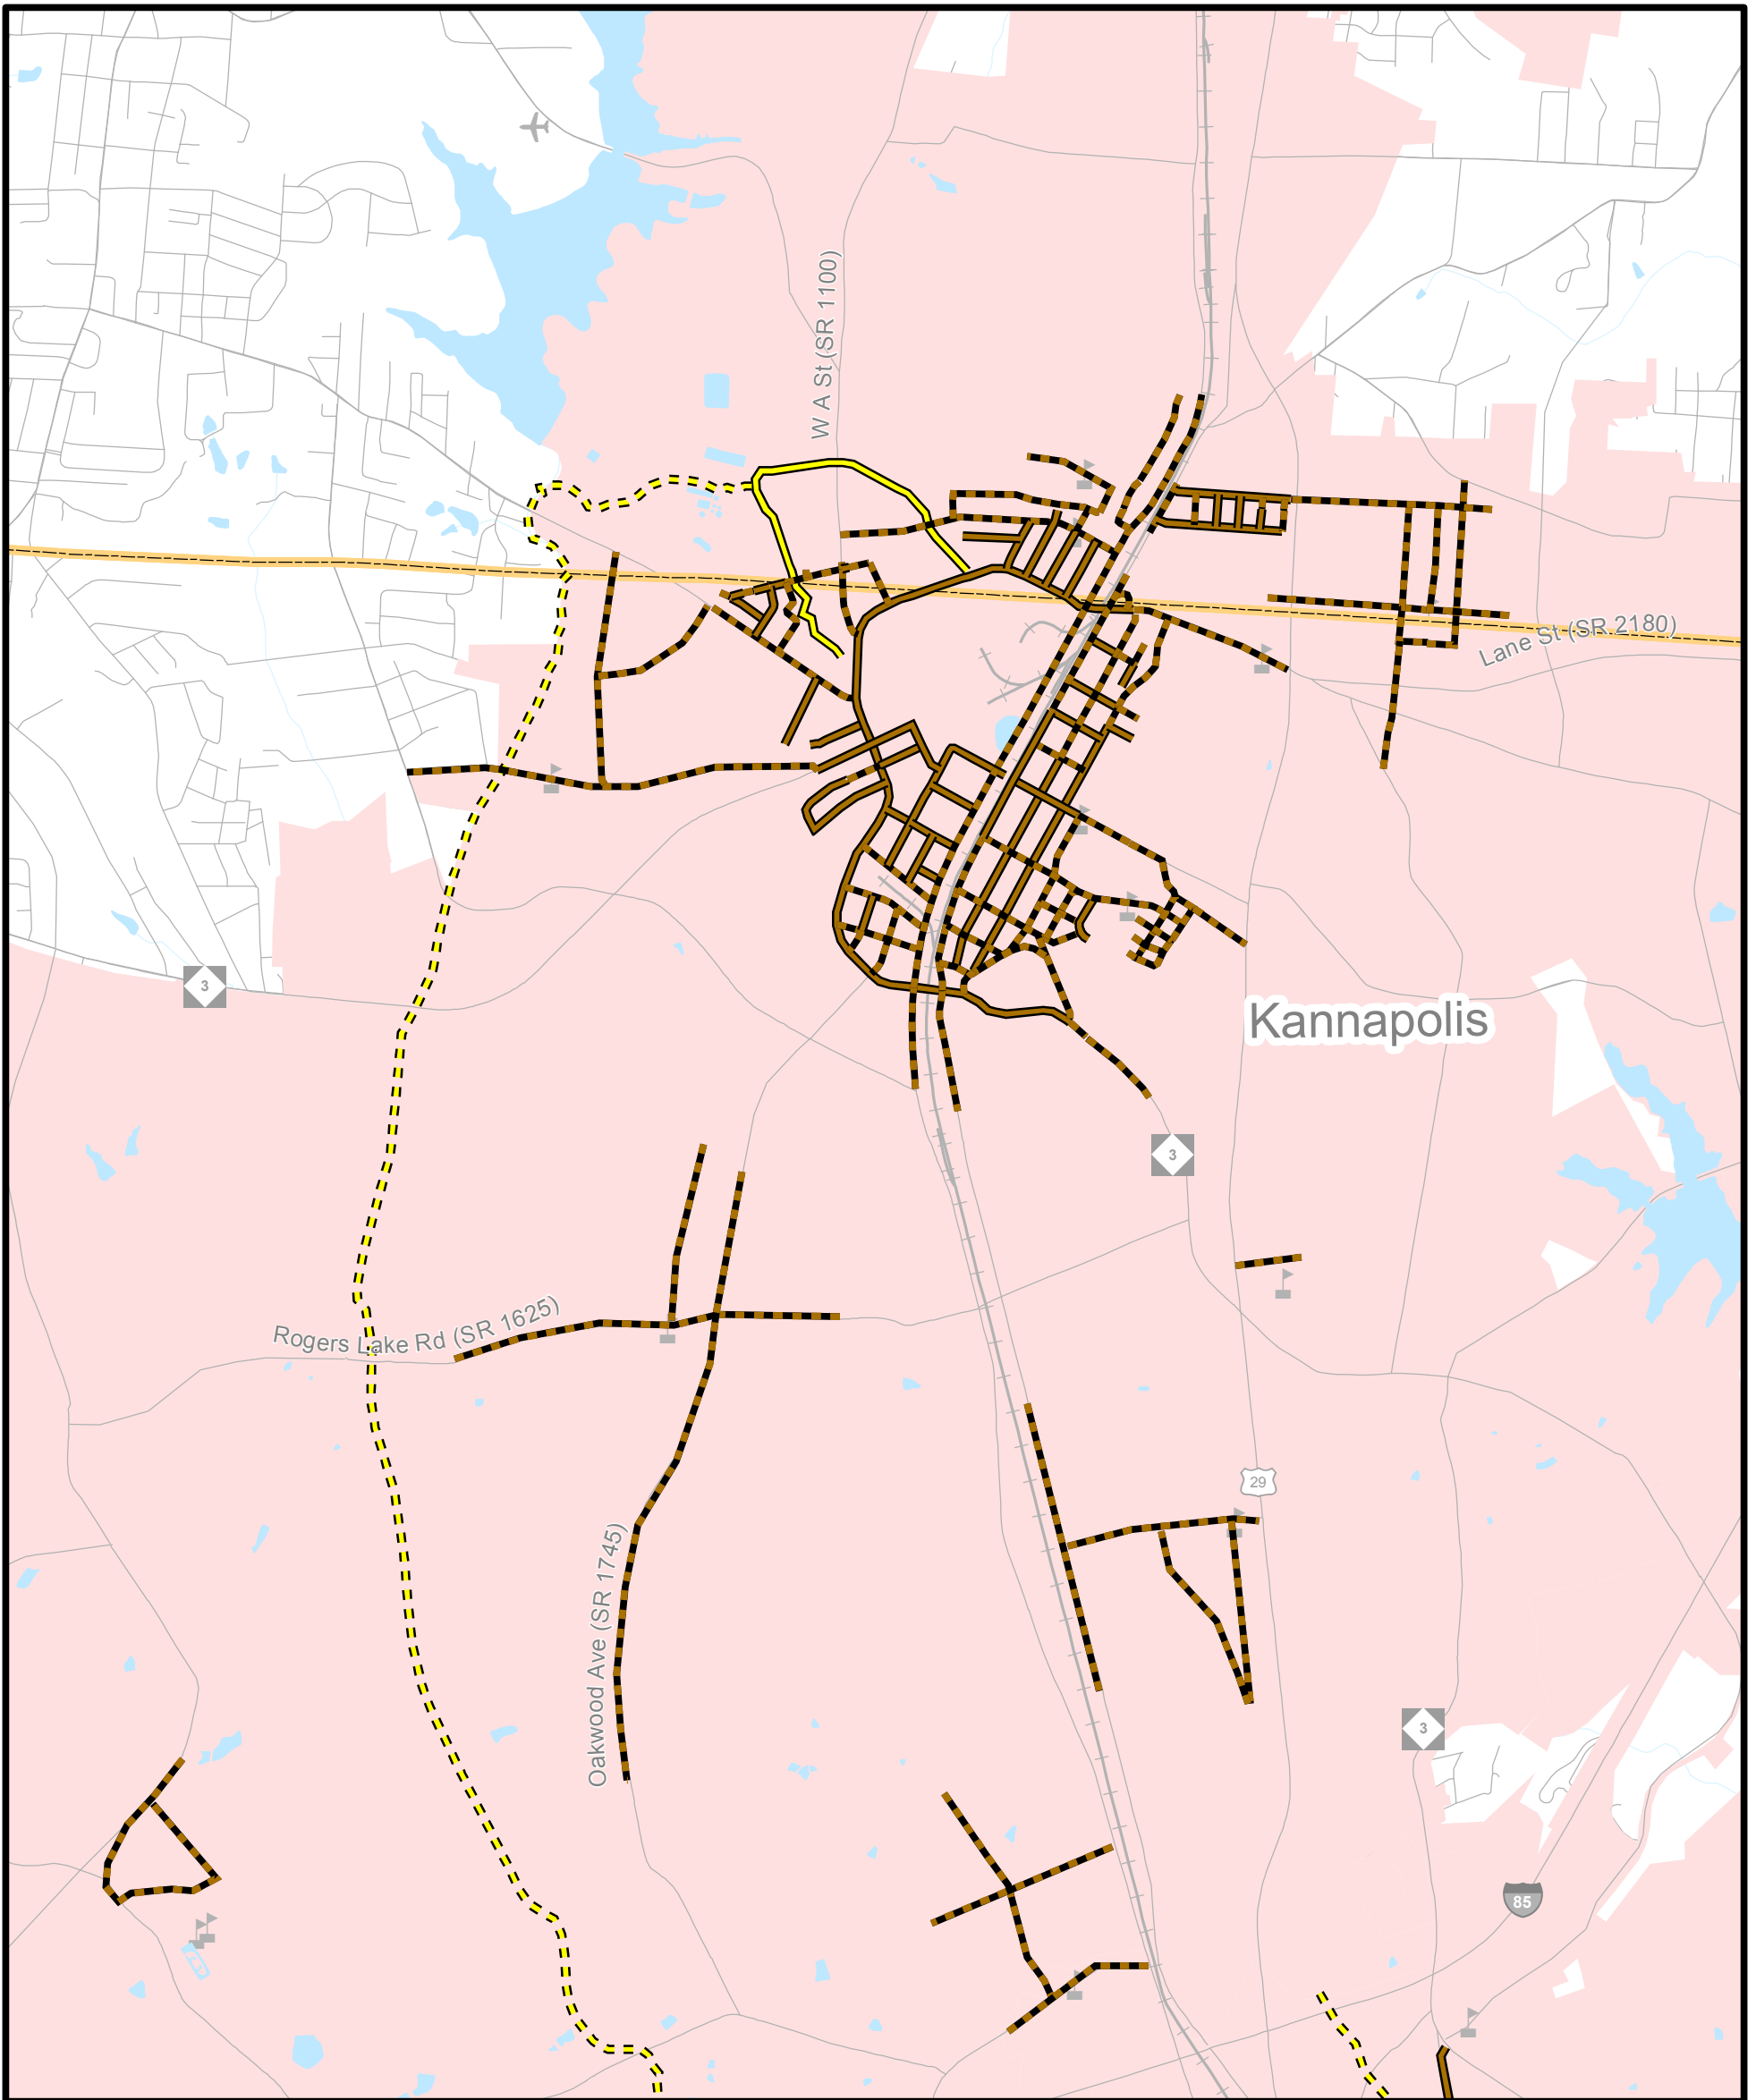 W A St (SR 1100)
Lane St (SR 2180)
3
Kannapolis
3
Rogers Lake Rd (SR 1625)
29
Oakwood Ave (SR 1745)
3
85